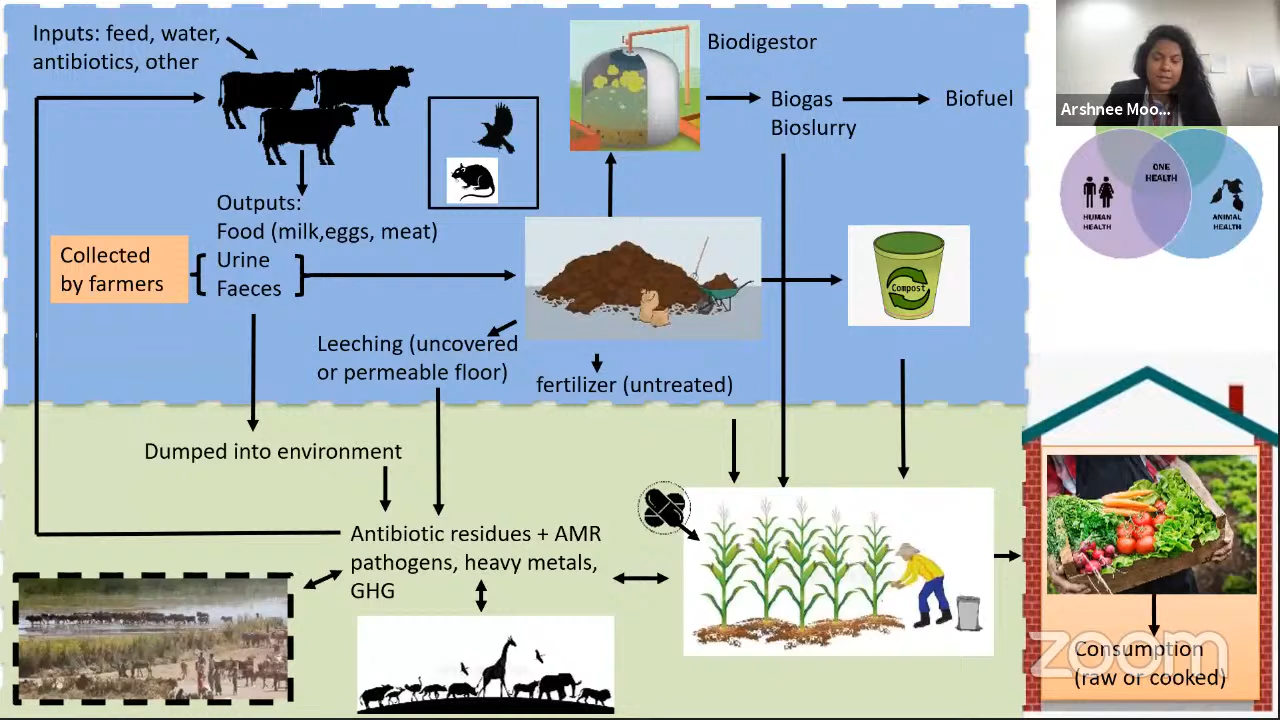 Inputs: feed, water,
antibiotics, other
Biodigestor
Biogas
Bioslurry
Biofuel
Arshnee Moo...
ONE
HEALTH
HUMAN
HEALTH
ANIMAL
HEALTH
Outputs:
Food (milk,eggs, meat)
Urine
Faeces
Collected
by farmers
Compost
Leeching (uncovered
or permeable floor)
fertilizer (untreated)
Dumped into environment
Antibiotic residues + AMR
pathogens, heavy metals,
GHG
zoom
Consumption
(raw or cooked)